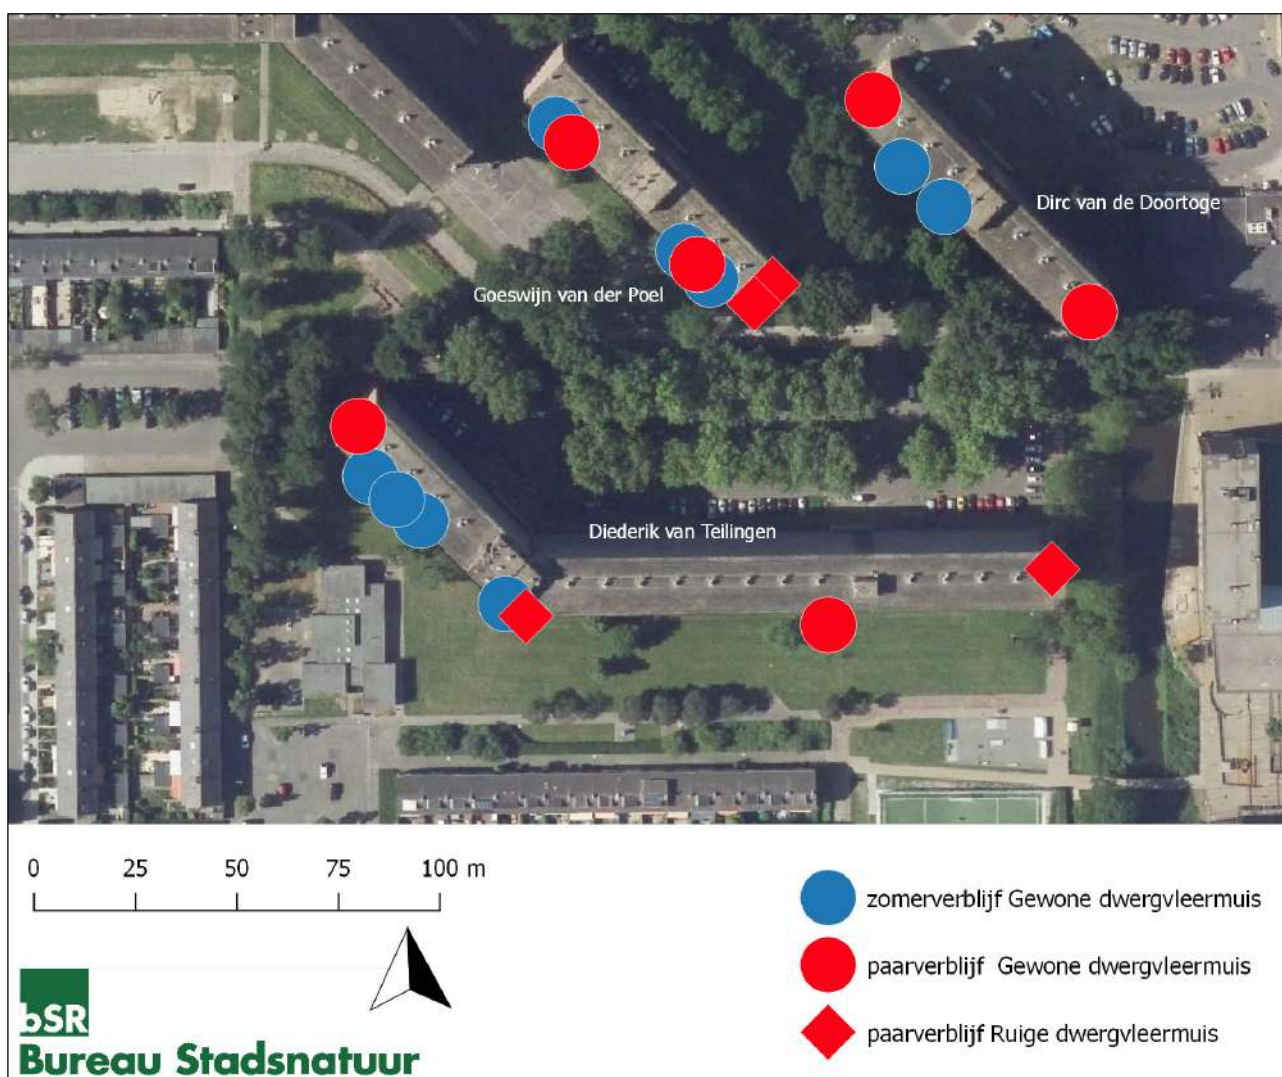 Dirc van de Doortoge
Goeswijn van der Poel
Diederik van Teilingen
0 25 50 75 100 m
zomerverblijf Gewone dwergvleermuis
paarverblijf Gewone dwergvleermuis
paarverblijf Ruige dwergvleermuis
bSR
Bureau Stadsnatuur